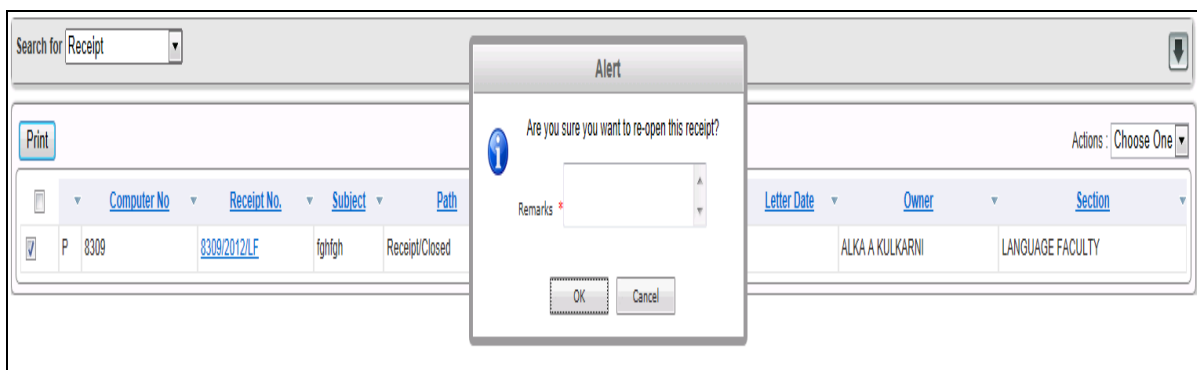 Search for Receipt
Alert
Are you sure you want to re-open this receipt?
Remarks *
OK Cancel
Print
Actions : Choose One
Computer No Receipt No. Subject Path Letter Date Owner Section
P 8309 8309/2012/LF fghfgh Receipt/Closed ALKA A KULKARNI LANGUAGE FACULTY